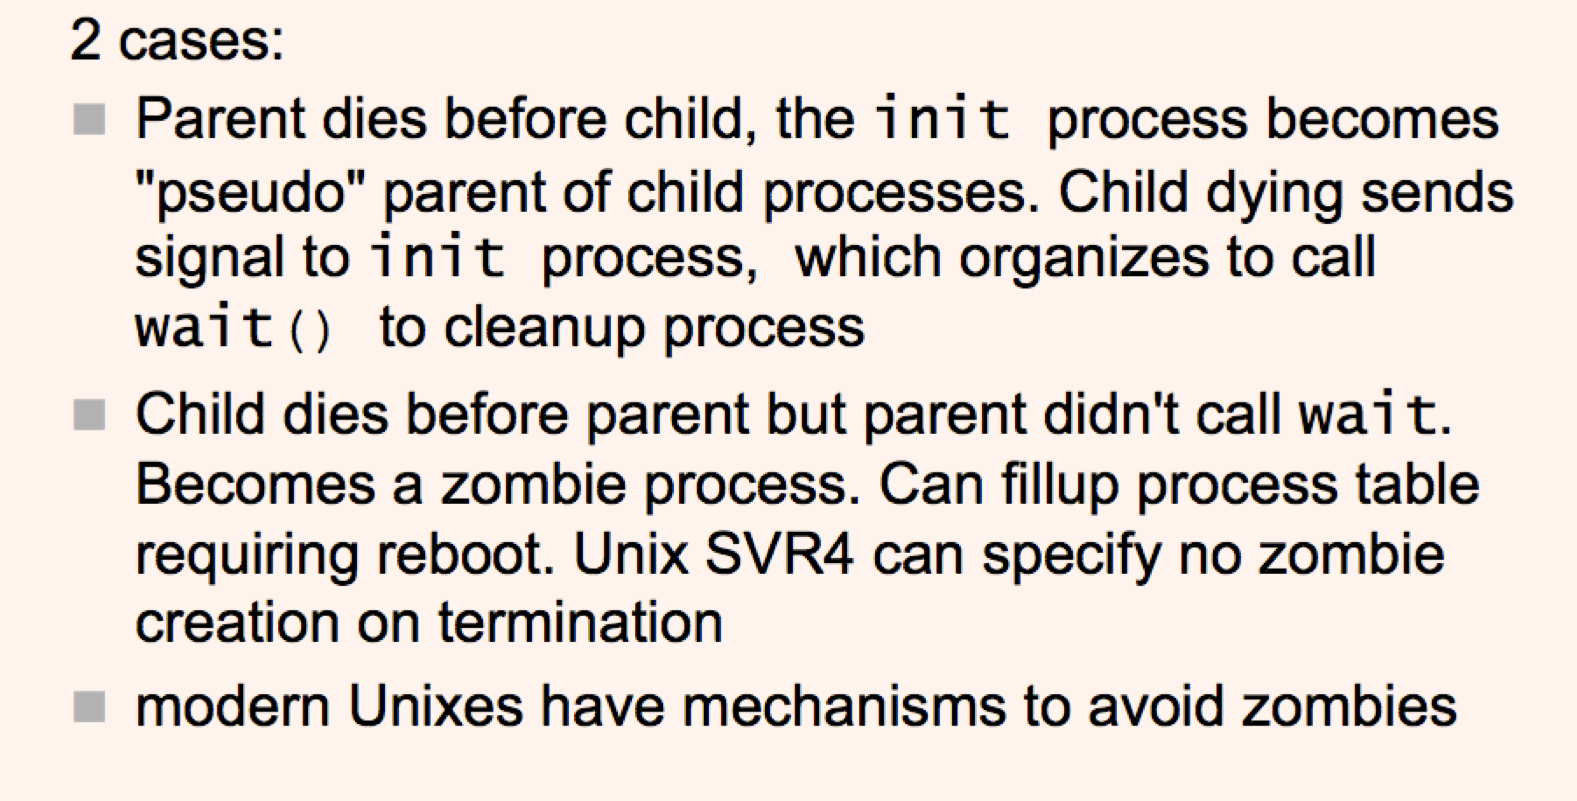 2 cases:
Parent dies before child, the init process becomes
"pseudo" parent of child processes. Child dying sends
signal to init process, which organizes to call
wait() to cleanup process
Child dies before parent but parent didn't call wait.
Becomes a zombie process. Can fillup process table
requiring reboot. Unix SVR4 can specify no zombie
creation on termination
modern Unixes have mechanisms to avoid zombies